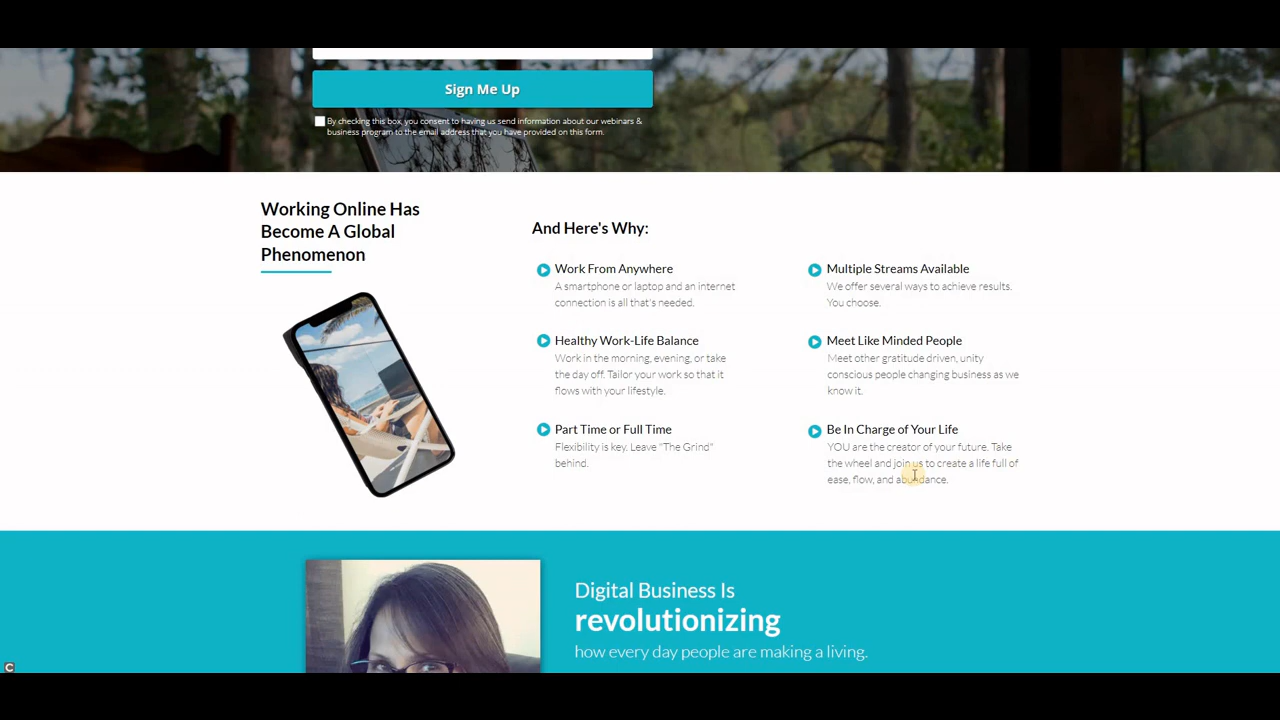 Sign Me Up
By checking this box, you consent to having us send information about our webinars &
business program to the email address that you have provided on this form.
Working Online Has
Become A Global
Phenomenon
And Here's Why:
Work From Anywhere
A smartphone or laptop and an internet
connection is all that's needed.
Healthy Work-Life Balance
Work in the morning, evening, or take
the day off. Tailor your work so that it
flows with your lifestyle.
Part Time or Full Time
Flexibility is key. Leave "The Grind"
behind.
Multiple Streams Available
We offer several ways to achieve results.
You choose.
Meet Like Minded People
Meet other gratitude driven, unity
conscious people changing business as we
know it.
Be In Charge of Your Life
YOU are the creator of your future. Take
the wheel and join us to create a life full of
ease, flow, and abundance.
Digital Business Is
revolutionizing
how every day people are making a living.
C